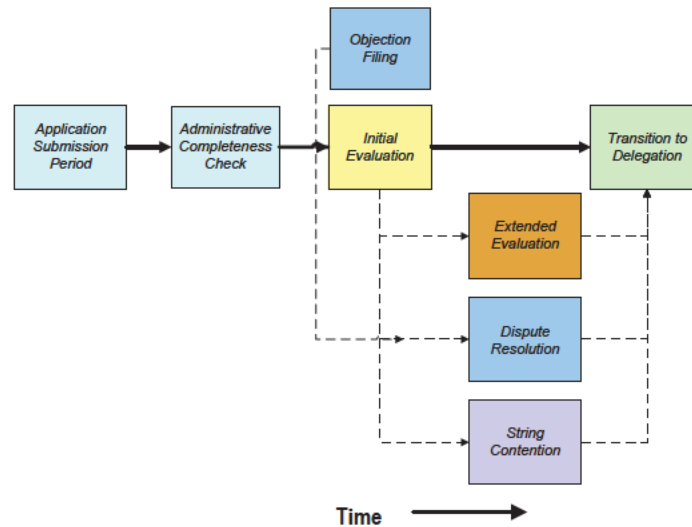 Objection
Filing
Application
Submission
Period
Administrative
Completeness
Check
Initial
Evaluation
Transition to
Delegation
Extended
Evaluation
Dispute
Resolution
String
Contention
Time